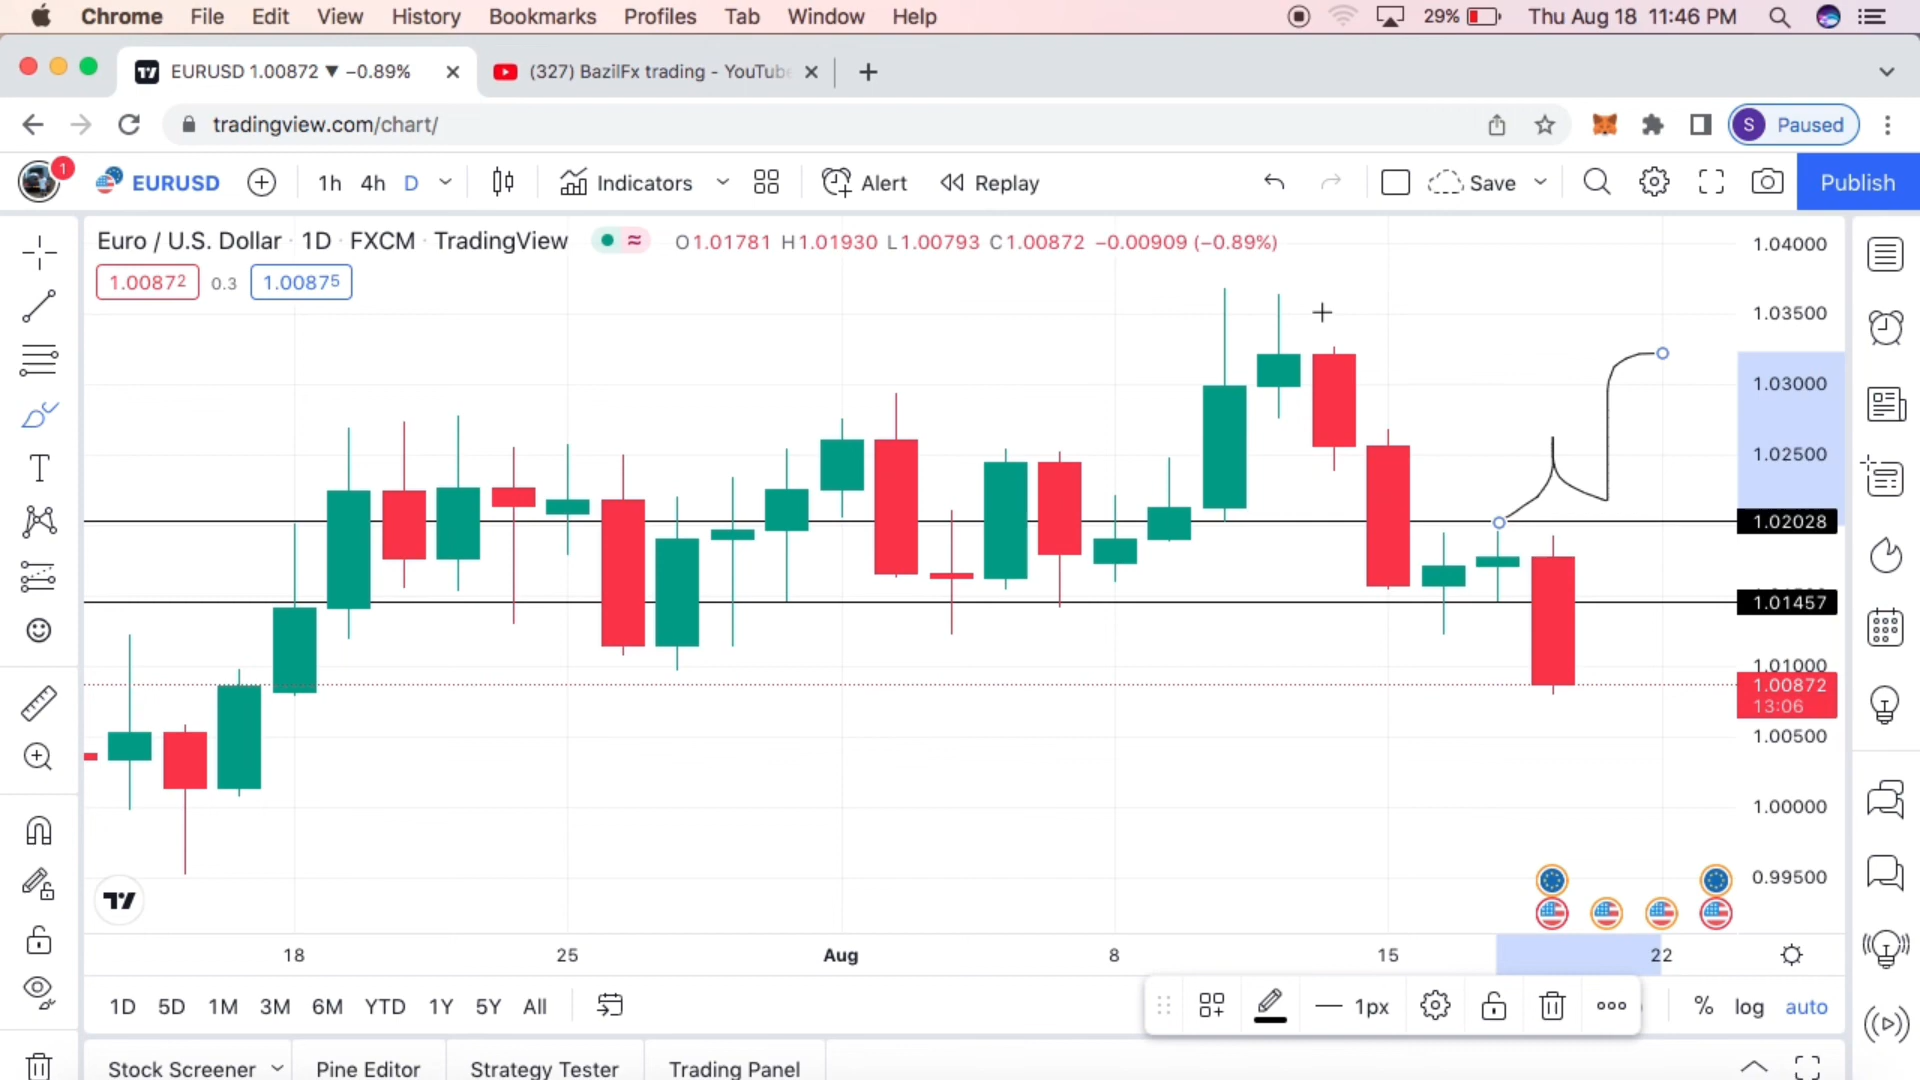 Chrome File Edit View History Bookmarks Profiles Tab Window Help 29% Thu Aug 18 11:46 PM
EURUSD 1.00872 ▼ −0.89% (327) BazilFx trading - YouTube
tradingview.com/chart/ S Paused
1 EURUSD 1h 4h D Indicators Alert Replay Save Publish
Euro / U.S. Dollar · 1D · FXCM · TradingView O1.01781 H1.01930 L1.00793 C1.00872 −0.00909 (−0.89%)
1.00872 0.3 1.00875
1.04000
1.03500
1.03000
1.02500
1.02028
1.01457
1.01000
1.00872
13:06
1.00500
1.00000
0.99500
18 25 Aug 8 15 22
1D 5D 1M 3M 6M YTD 1Y 5Y All 1px % log auto
Stock Screener Pine Editor Strategy Tester Trading Panel